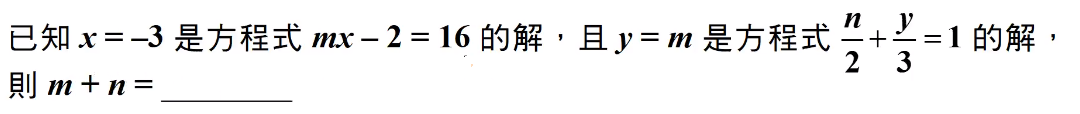 已知 x = –3 是方程式 mx – 2 = 16 的解，且 y = m 是方程式 n/2 + y/3 = 1 的解，
則 m + n = ________